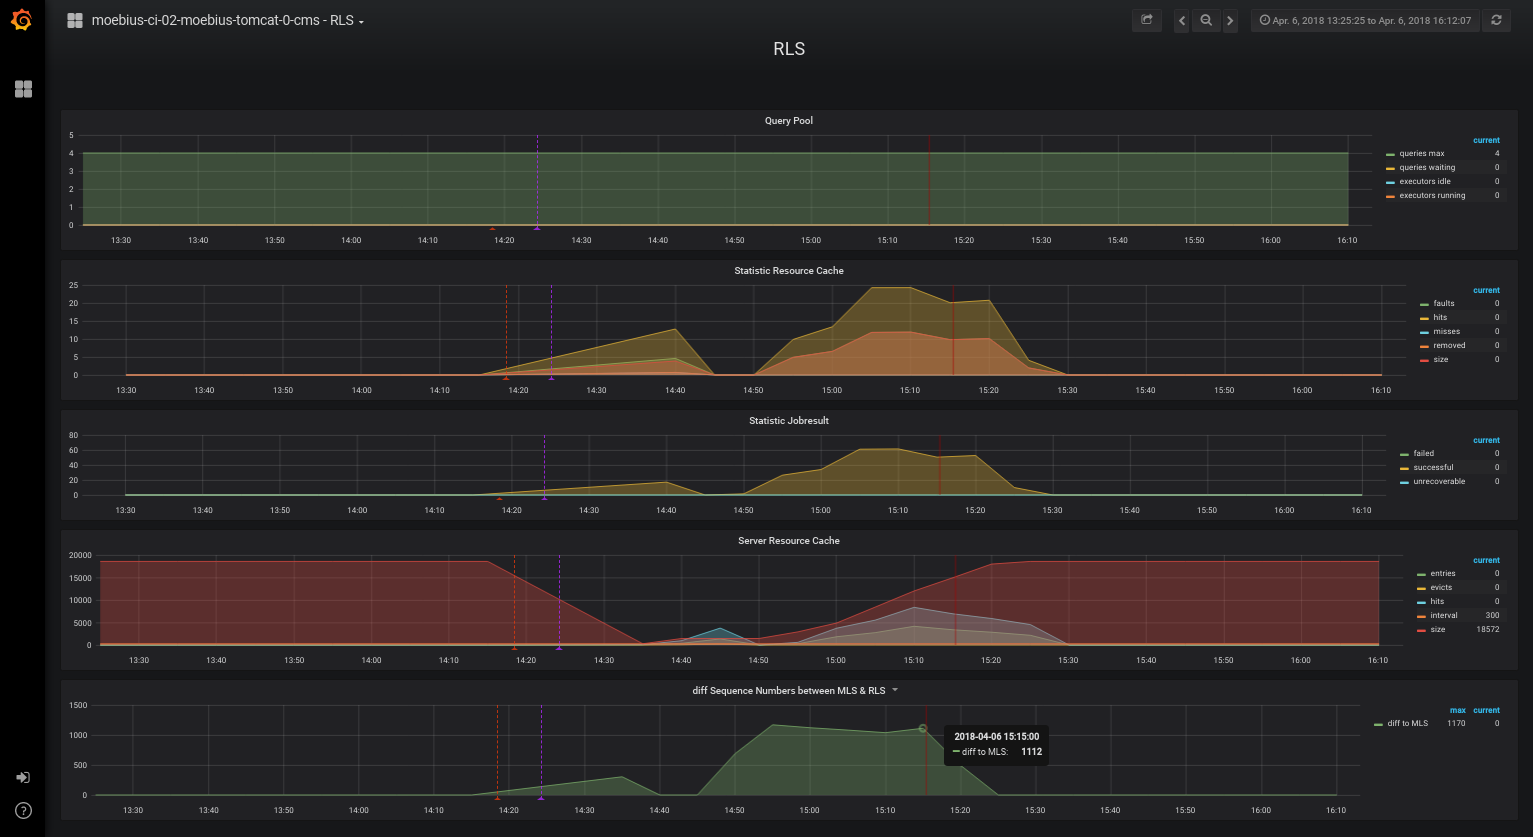 moebius-ci-02-moebius-tomcat-0-cms - RLS
Apr. 6, 2018 13:25:25 to Apr. 6, 2018 16:12:07
RLS
Query Pool
5
4
3
2
1
0
13:30 13:40 13:50 14:00 14:10 14:20 14:30 14:40 14:50 15:00 15:10 15:20 15:30 15:40 15:50 16:00 16:10
current
queries max 4
queries waiting 0
executors idle 0
executors running 0
Statistic Resource Cache
25
20
15
10
5
0
13:30 13:40 13:50 14:00 14:10 14:20 14:30 14:40 14:50 15:00 15:10 15:20 15:30 15:40 15:50 16:00 16:10
current
faults 0
hits 0
misses 0
removed 0
size 0
Statistic Jobresult
80
60
40
20
0
13:30 13:40 13:50 14:00 14:10 14:20 14:30 14:40 14:50 15:00 15:10 15:20 15:30 15:40 15:50 16:00 16:10
current
failed 0
successful 0
unrecoverable 0
Server Resource Cache
20000
15000
10000
5000
0
13:30 13:40 13:50 14:00 14:10 14:20 14:30 14:40 14:50 15:00 15:10 15:20 15:30 15:40 15:50 16:00 16:10
current
entries 0
evicts 0
hits 0
interval 300
size 18572
diff Sequence Numbers between MLS & RLS
1500
1000
500
0
13:30 13:40 13:50 14:00 14:10 14:20 14:30 14:40 14:50 15:00 15:10 15:20 15:30 15:40 15:50 16:00 16:10
max current
diff to MLS 1170 0
2018-04-06 15:15:00
diff to MLS: 1112